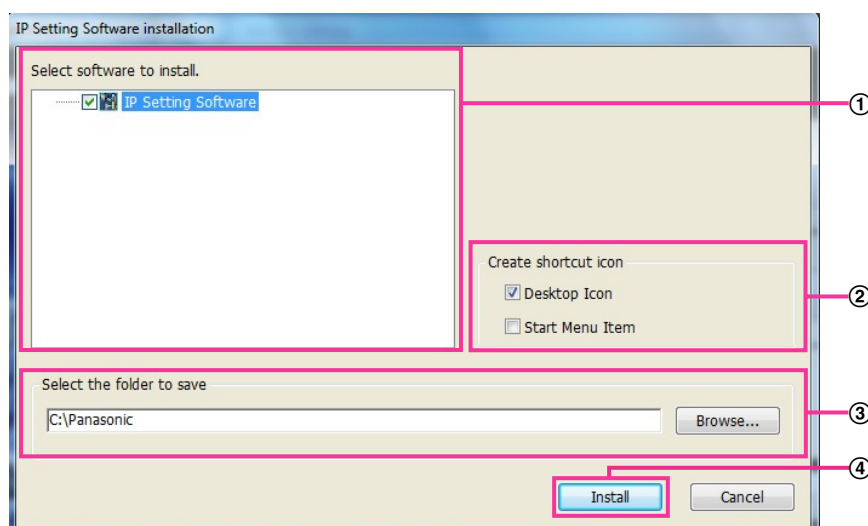 IP Setting Software installation
Select software to install.
IP Setting Software
①
Create shortcut icon
Desktop Icon
Start Menu Item
②
Select the folder to save
C:\Panasonic
Browse...
③
④
Install
Cancel